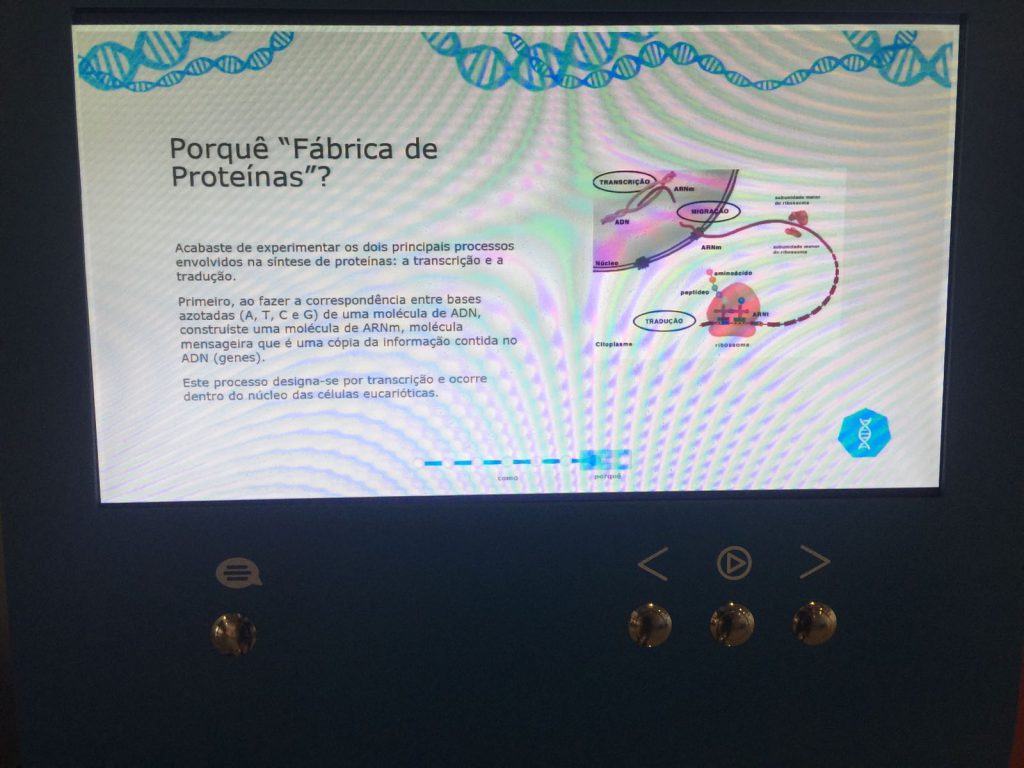 Porquê “Fábrica de
Proteínas”?
Acabaste de experimentar os dois principais processos
envolvidos na síntese de proteínas: a transcrição e a
tradução.
Primeiro, ao fazer a correspondência entre bases
azotadas (A, T, C e G) de uma molécula de ADN,
construíste uma molécula de ARNm, molécula
mensageira que é uma cópia da informação contida no
ADN (genes).
Este processo designa-se por transcrição e ocorre
dentro do núcleo das células eucarióticas.
TRANSCRIÇÃO
ARNm
ADN
MIGRAÇÃO
Núcleo
ARNm
subunidade maior
do ribossoma
subunidade menor
do ribossoma
aminoácido
peptídeo
ARNt
TRADUÇÃO
Citoplasma
ribossoma
como
porquê